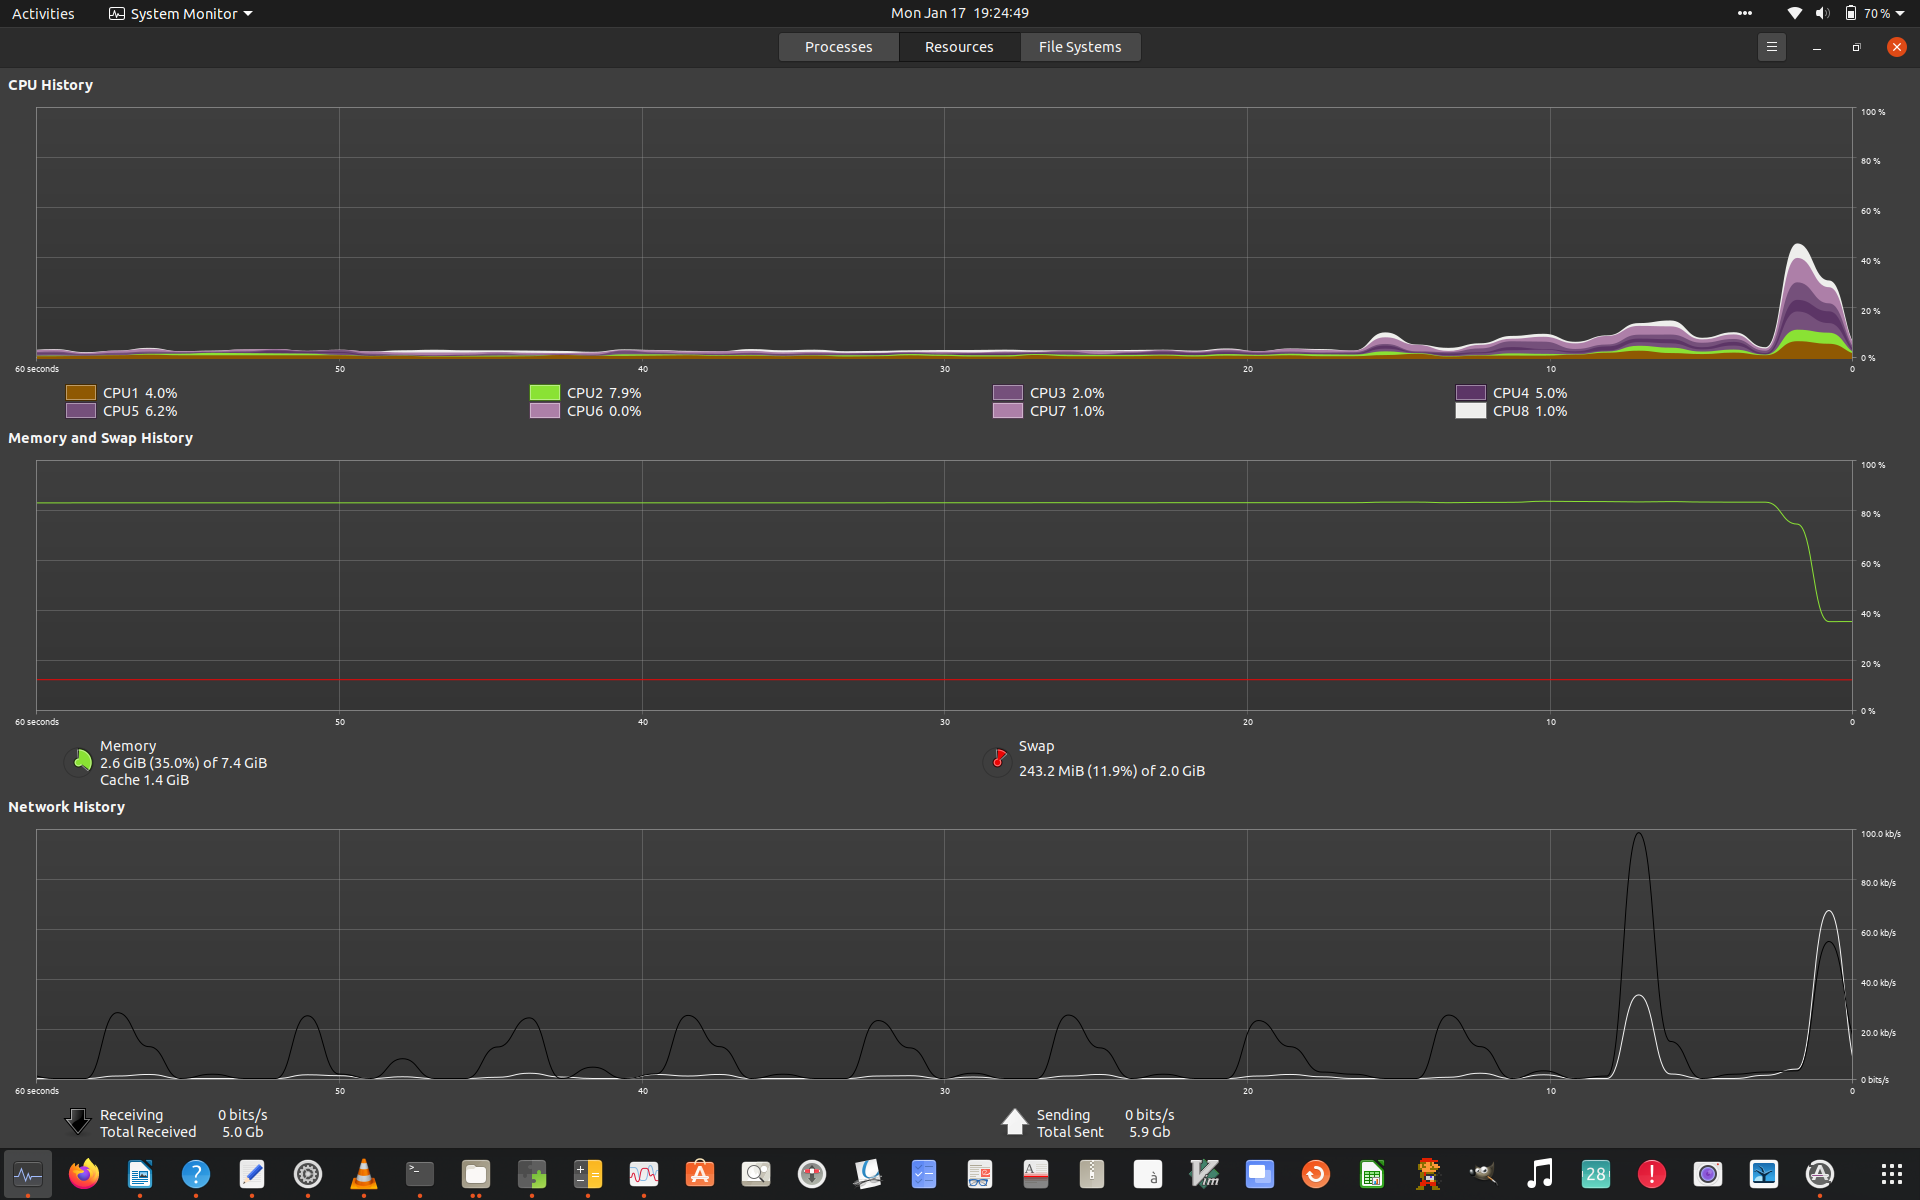 Activities System Monitor Mon Jan 17 19:24:49 70 %
Processes Resources File Systems
CPU History
100 %
80 %
60 %
40 %
20 %
0 %
60 seconds 50 40 30 20 10 0
CPU1 4.0% CPU2 7.9% CPU3 2.0% CPU4 5.0%
CPU5 6.2% CPU6 0.0% CPU7 1.0% CPU8 1.0%
Memory and Swap History
100 %
80 %
60 %
40 %
20 %
0 %
60 seconds 50 40 30 20 10 0
Memory
2.6 GiB (35.0%) of 7.4 GiB
Cache 1.4 GiB
Swap
243.2 MiB (11.9%) of 2.0 GiB
Network History
100.0 kb/s
80.0 kb/s
60.0 kb/s
40.0 kb/s
20.0 kb/s
0 bits/s
60 seconds 50 40 30 20 10 0
Receiving 0 bits/s
Total Received 5.0 Gb
Sending 0 bits/s
Total Sent 5.9 Gb
? >_ A à Vim 28 !